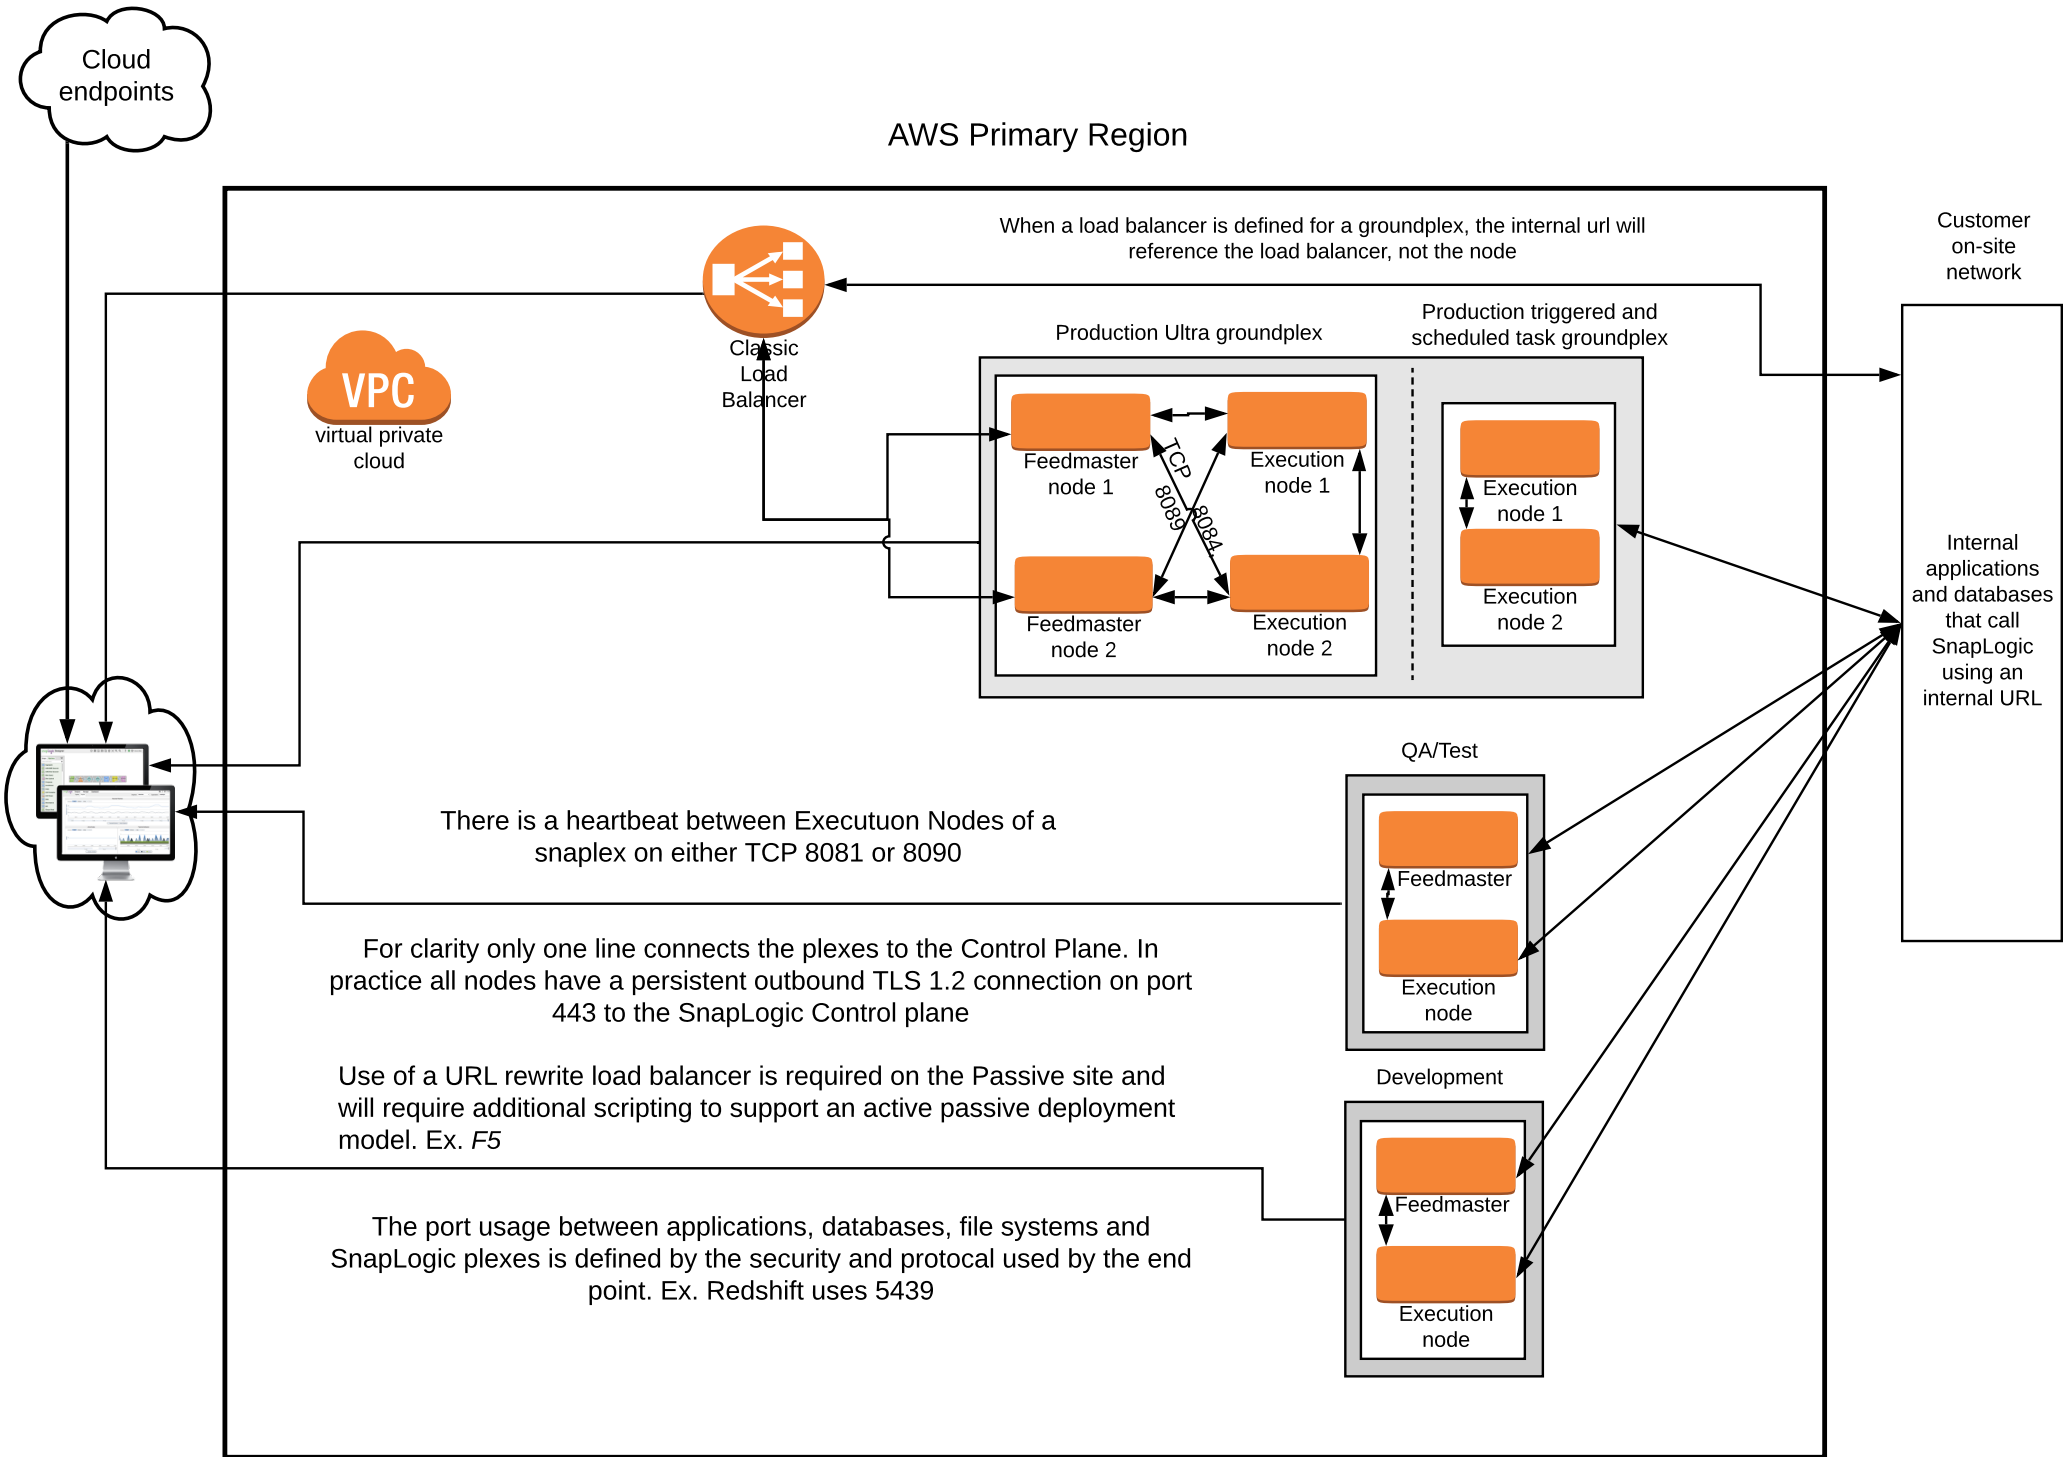 Cloud
endpoints
AWS Primary Region
When a load balancer is defined for a groundplex, the internal url will
reference the load balancer, not the node
Customer
on-site
network
Classic
Load
Balancer
VPC
virtual private
cloud
Production Ultra groundplex
Production triggered and
scheduled task groundplex
Feedmaster
node 1
Execution
node 1
TCP
8089
8084,
Feedmaster
node 2
Execution
node 2
Execution
node 1
Execution
node 2
Internal
applications
and databases
that call
SnapLogic
using an
internal URL
QA/Test
Feedmaster
Execution
node
There is a heartbeat between Executuon Nodes of a
snaplex on either TCP 8081 or 8090
For clarity only one line connects the plexes to the Control Plane. In
practice all nodes have a persistent outbound TLS 1.2 connection on port
443 to the SnapLogic Control plane
Use of a URL rewrite load balancer is required on the Passive site and
will require additional scripting to support an active passive deployment
model. Ex. F5
Development
Feedmaster
Execution
node
The port usage between applications, databases, file systems and
SnapLogic plexes is defined by the security and protocal used by the end
point. Ex. Redshift uses 5439